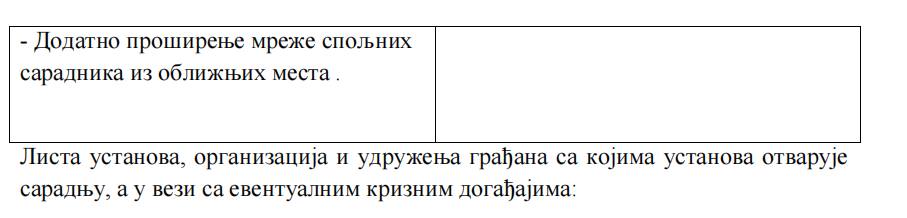 - Додатно проширење мреже спољних
сарадника из оближњих места .
Листа установа, организација и удружења грађана са којима установа отварује
сарадњу, а у вези са евентуалним кризним догађајима: